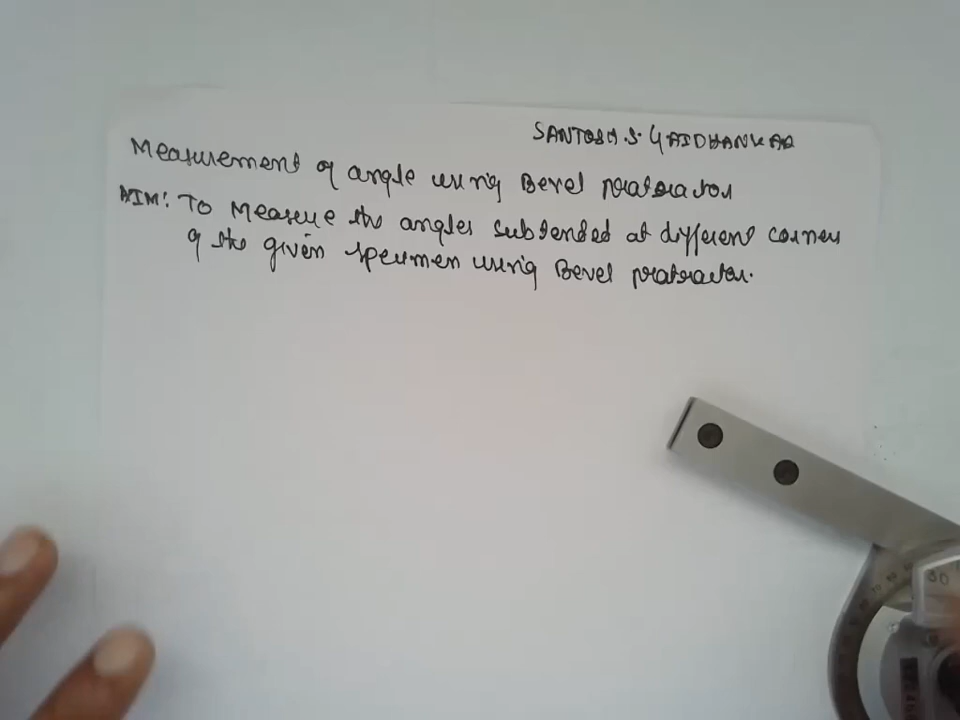 SANTOSH.S.GAIDHANKAR
Measurement of angle using Bevel protractor
AIM: To Measure the angles subtended at different corners
of the given specimen using Bevel protractor.
30